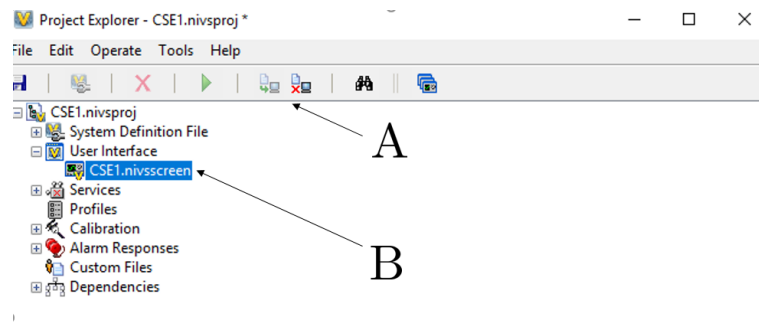 Project Explorer - CSE1.nivsproj *
File Edit Operate Tools Help
CSE1.nivsproj
System Definition File
User Interface
CSE1.nivsscreen
Services
Profiles
Calibration
Alarm Responses
Custom Files
Dependencies
A
B